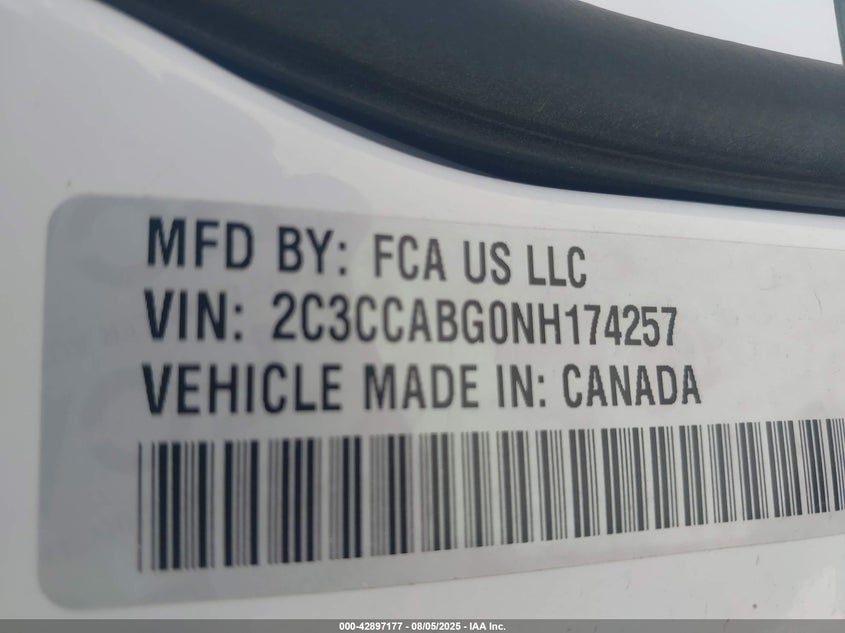 MFD BY: FCA US LLC
VIN: 2C3CCABG0NH174257
VEHICLE MADE IN: CANADA
000-42897177 - 08/05/2025 - IAA Inc.